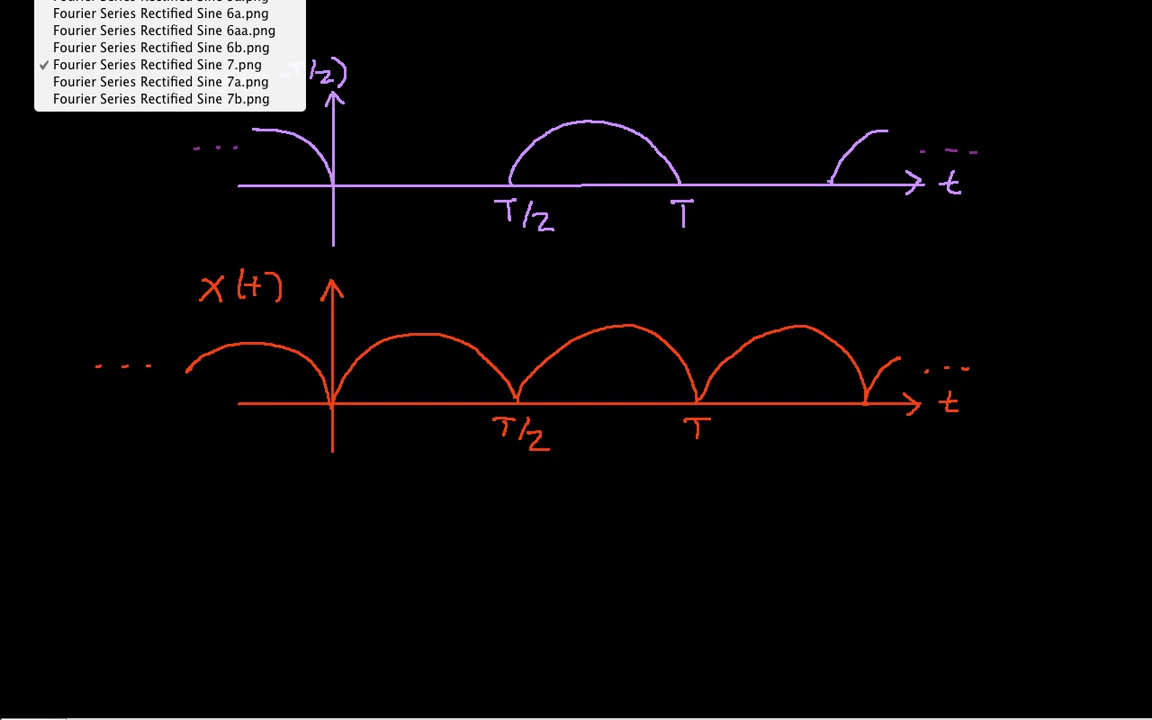 Fourier Series Rectified Sine 6a.png
Fourier Series Rectified Sine 6aa.png
Fourier Series Rectified Sine 6b.png
✓ Fourier Series Rectified Sine 7.png
Fourier Series Rectified Sine 7a.png
Fourier Series Rectified Sine 7b.png
/2)
... ---
t
T/2 T
x(t)
--- ---
t
T/2 T